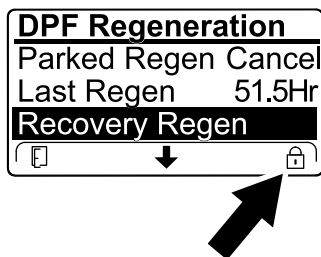 DPF Regeneration
Parked Regen Cancel
Last Regen 51.5Hr
Recovery Regen